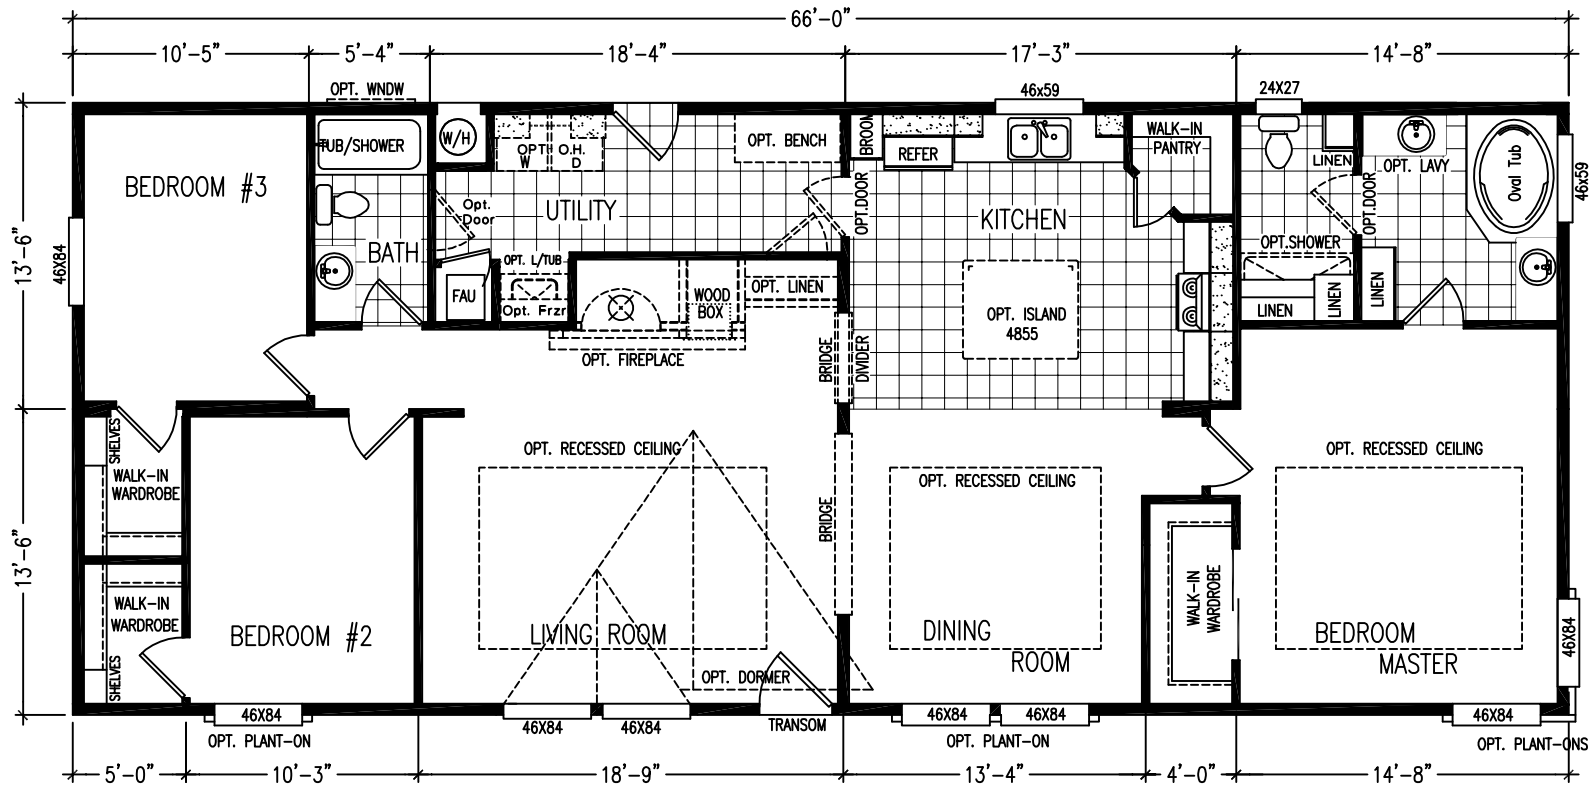 66'-0"
10'-5" 5'-4" 18'-4" 17'-3" 14'-8"
OPT. WNDW
46x59
24X27
TUB/SHOWER
W/H
OPT. W
O.H. D
OPT. BENCH
BROOM
REFER
WALK-IN
PANTRY
LINEN
OPT. LAVY
Oval Tub
46x59
BEDROOM #3
Opt.
Door
UTILITY
OPT.DOOR
KITCHEN
OPT.DOOR
46X84
13'-6"
BATH
OPT. L/TUB
OPT.SHOWER
FAU
Opt. Frzr
WOOD
BOX
OPT. LINEN
LINEN
LINEN
LINEN
OPT. ISLAND
4855
OPT. FIREPLACE
BRIDGE
DIVIDER
SHELVES
WALK-IN
WARDROBE
OPT. RECESSED CEILING
OPT. RECESSED CEILING
OPT. RECESSED CEILING
BRIDGE
13'-6"
WALK-IN
WARDROBE
SHELVES
BEDROOM #2
LIVING ROOM
OPT. DORMER
DINING
ROOM
WALK-IN
WARDROBE
BEDROOM
MASTER
46X84
46X84
46X84
46X84
TRANSOM
46X84
46X84
46X84
OPT. PLANT-ON
OPT. PLANT-ON
OPT. PLANT-ONS
5'-0" 10'-3" 18'-9" 13'-4" 4'-0" 14'-8"